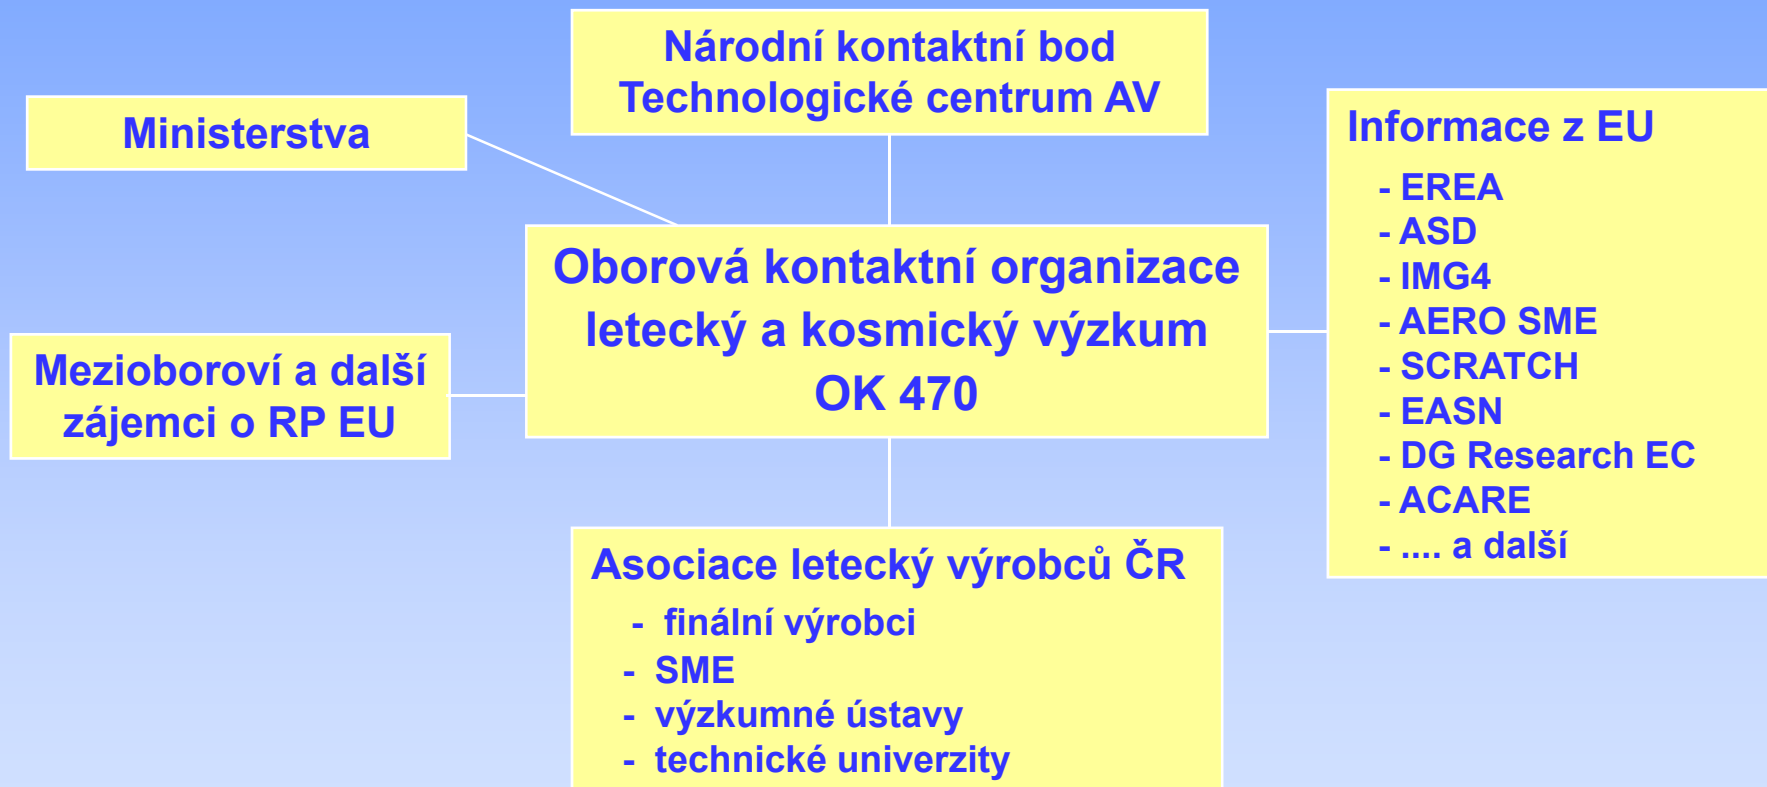 Národní kontaktní bod
Technologické centrum AV
Ministerstva
Informace z EU
- EREA
- ASD
- IMG4
- AERO SME
- SCRATCH
- EASN
- DG Research EC
- ACARE
- .... a další
Oborová kontaktní organizace
letecký a kosmický výzkum
OK 470
Mezioboroví a další
zájemci o RP EU
Asociace letecký výrobců ČR
- finální výrobci
- SME
- výzkumné ústavy
- technické univerzity